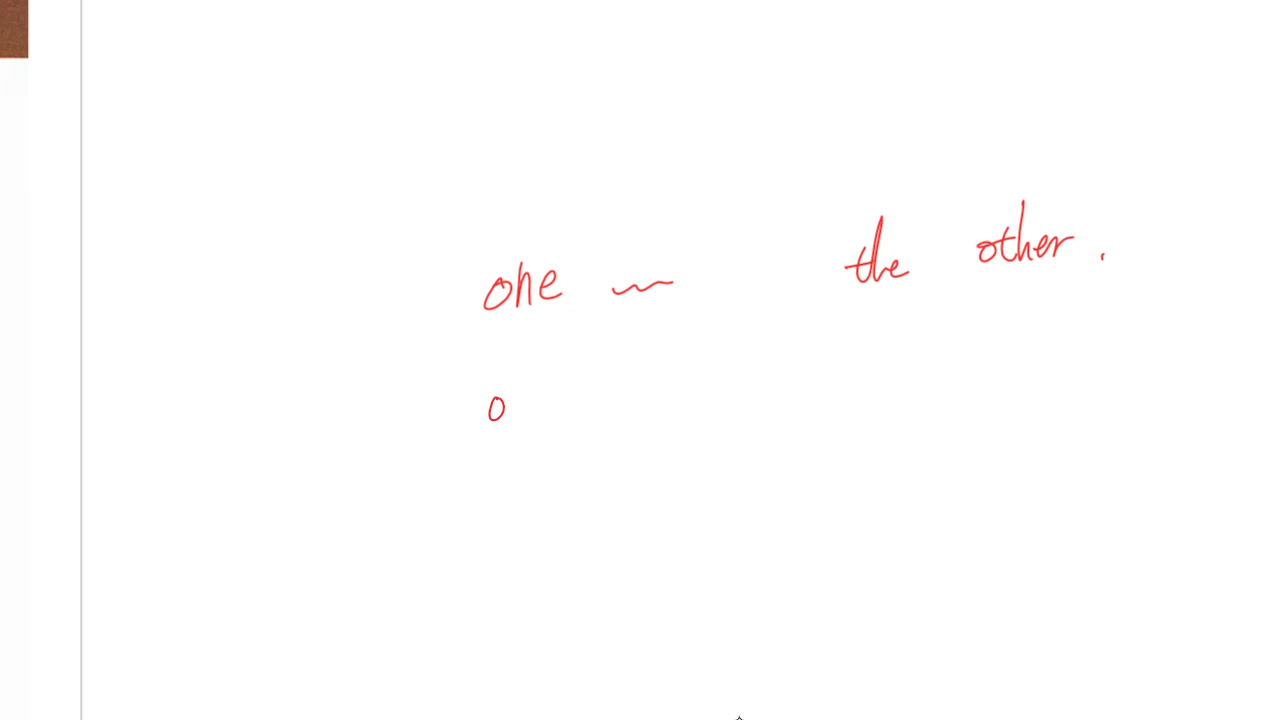 one ~ the other.
o